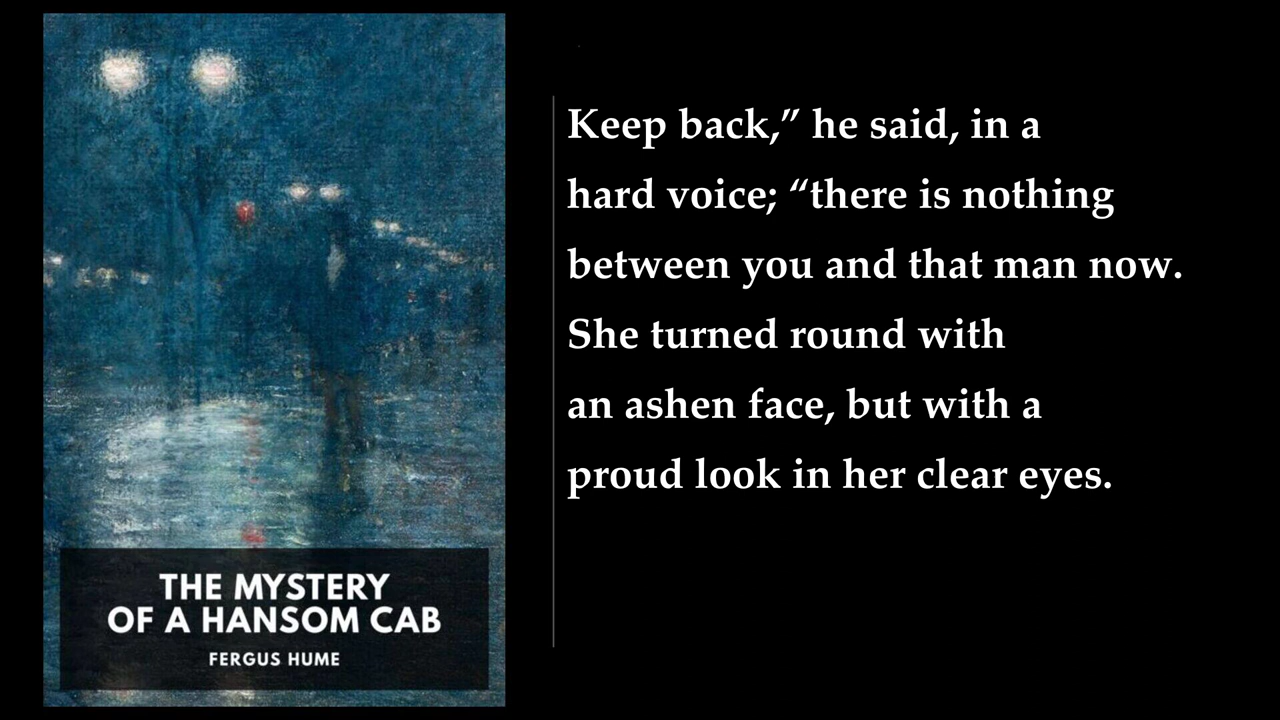 Keep back,” he said, in a
hard voice; “there is nothing
between you and that man now.
She turned round with
an ashen face, but with a
proud look in her clear eyes.
THE MYSTERY
OF A HANSOM CAB
FERGUS HUME